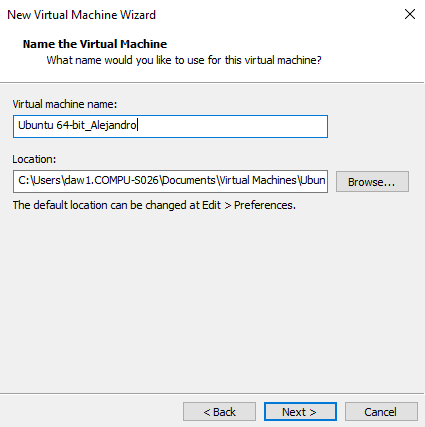 New Virtual Machine Wizard
Name the Virtual Machine
What name would you like to use for this virtual machine?
Virtual machine name:
Ubuntu 64-bit_Alejandro
Location:
C:\Users\daw1.COMPU-S026\Documents\Virtual Machines\Ubun
Browse...
The default location can be changed at Edit > Preferences.
< Back
Next >
Cancel